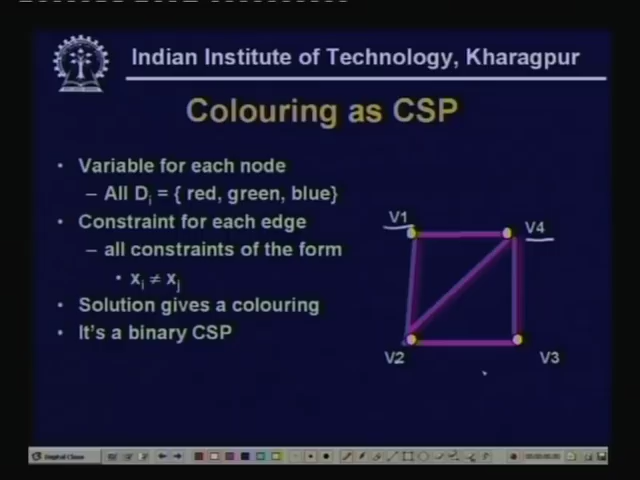 Indian Institute of Technology, Kharagpur
Colouring as CSP
• Variable for each node
– All Di = { red, green, blue}
• Constraint for each edge
– all constraints of the form
• xi ≠ xj
• Solution gives a colouring
• It's a binary CSP
V1
V4
V2
V3
Digital Class